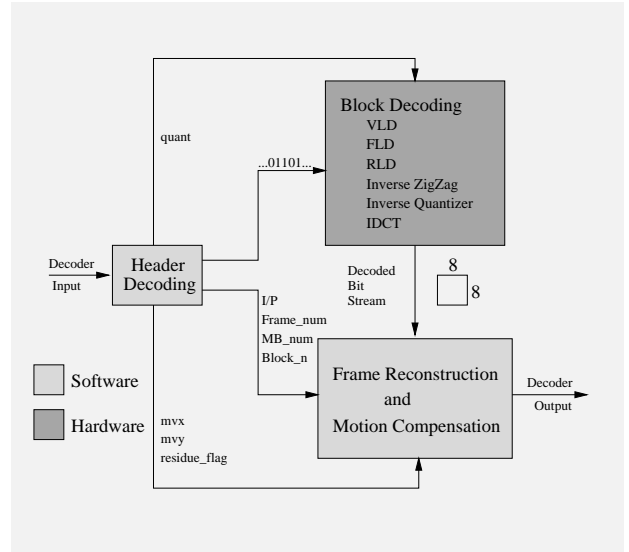 Block Decoding
VLD
FLD
RLD
Inverse ZigZag
Inverse Quantizer
IDCT
quant
...01101...
Decoder
Input
Header
Decoding
Decoded
Bit
Stream
8
8
I/P
Frame_num
MB_num
Block_n
Frame Reconstruction
and
Motion Compensation
Decoder
Output
Software
Hardware
mvx
mvy
residue_flag